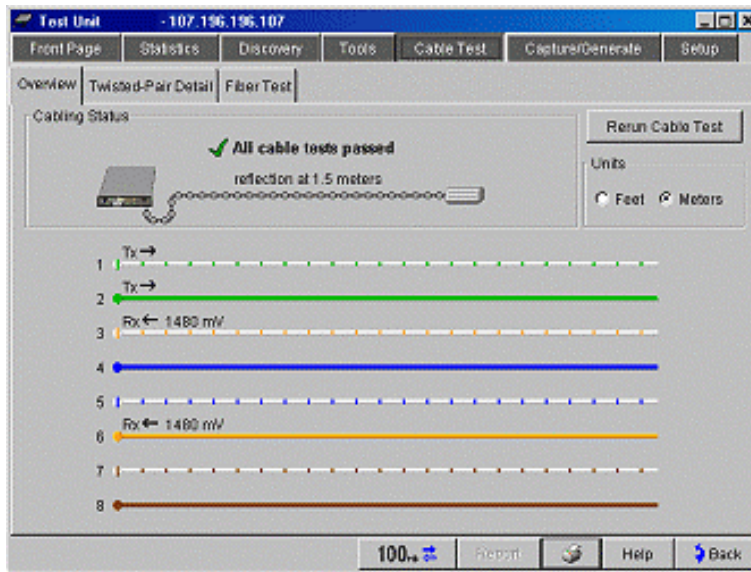 Test Unit - 107.196.196.107
Front Page Statistics Discovery Tools Cable Test Capture/Generate Setup
Overview Twisted-Pair Detail Fiber Test
Cabling Status
All cable tests passed
reflection at 1.5 meters
Rerun Cable Test
Units
Feet Meters
Tx →
1
Tx →
2
Rx ← 1480 mV
3
4
5
Rx ← 1480 mV
6
7
8
100 Report Help Back